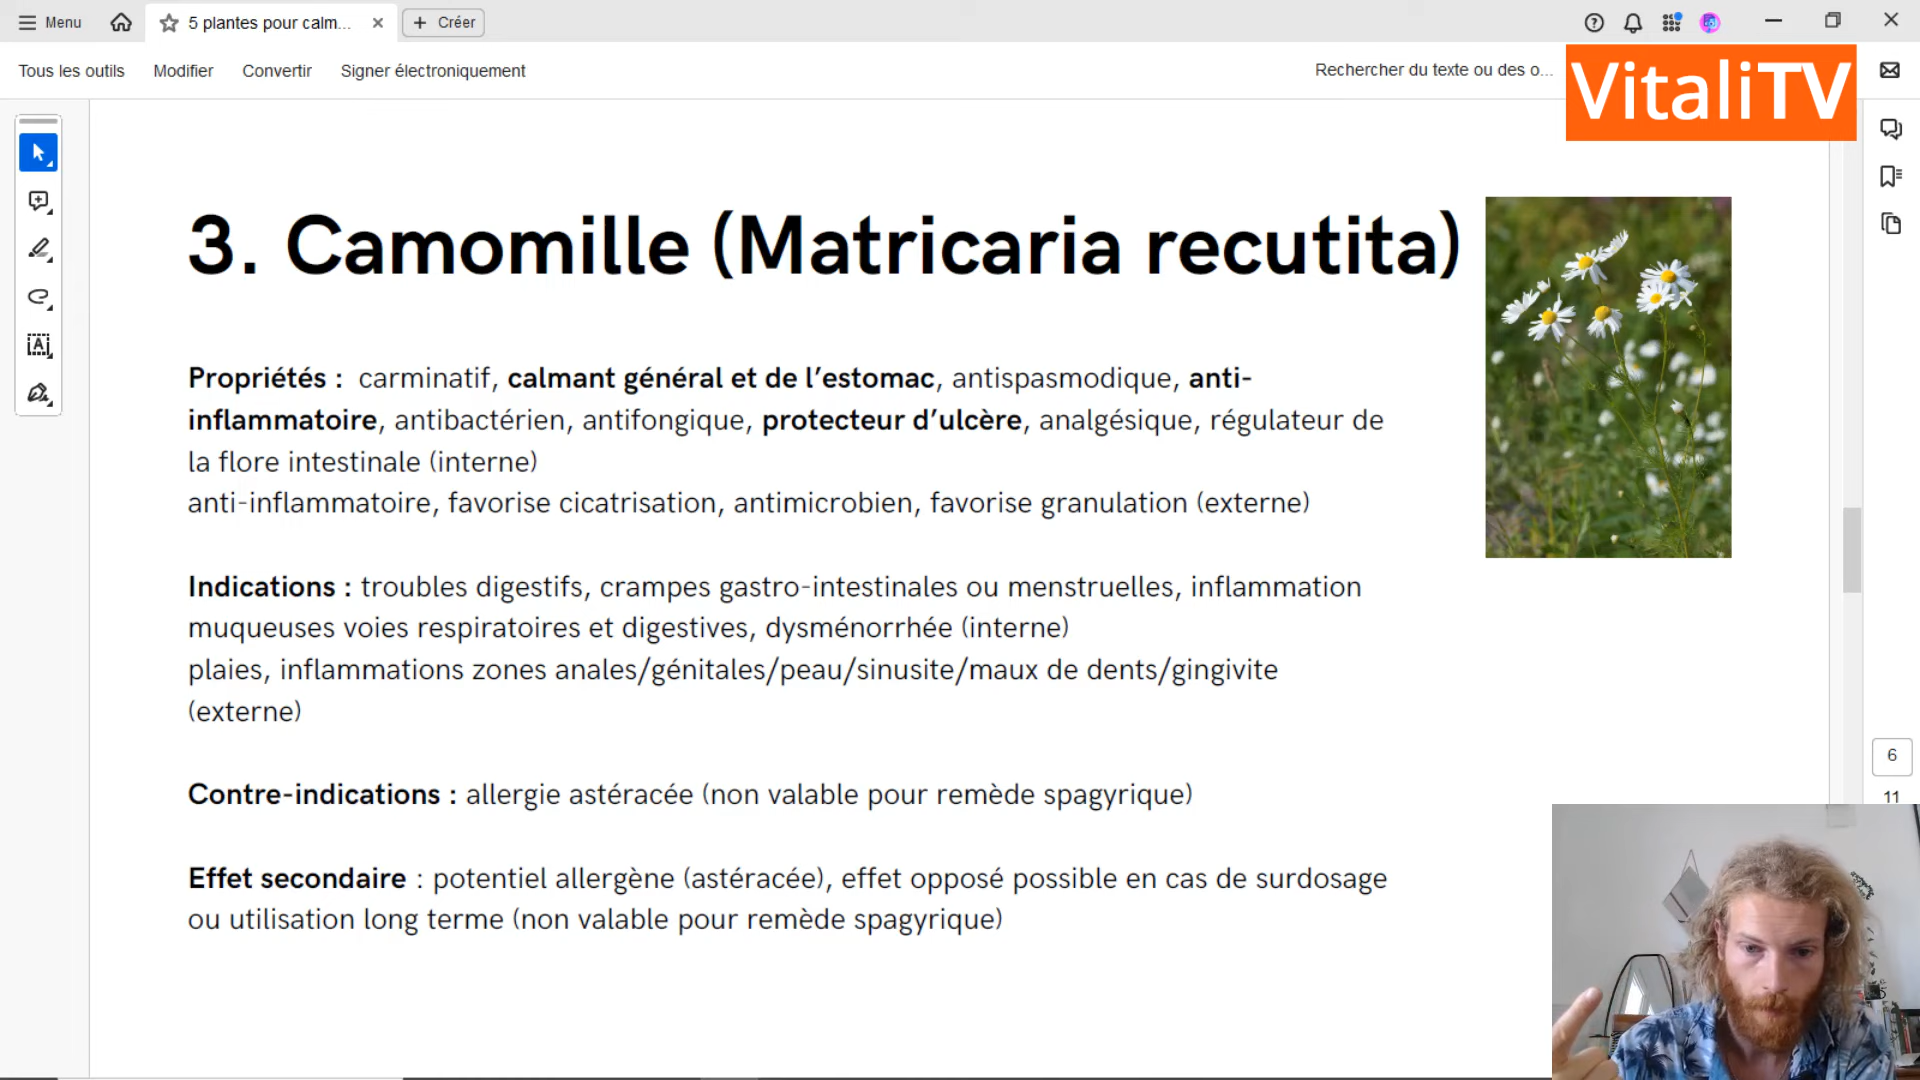 Menu
5 plantes pour calm...
Créer
Tous les outils
Modifier
Convertir
Signer électroniquement
Rechercher du texte ou des o...
VitaliTV
3. Camomille (Matricaria recutita)
Propriétés : carminatif, calmant général et de l’estomac, antispasmodique, anti-
inflammatoire, antibactérien, antifongique, protecteur d’ulcère, analgésique, régulateur de
la flore intestinale (interne)
anti-inflammatoire, favorise cicatrisation, antimicrobien, favorise granulation (externe)
Indications : troubles digestifs, crampes gastro-intestinales ou menstruelles, inflammation
muqueuses voies respiratoires et digestives, dysménorrhée (interne)
plaies, inflammations zones anales/génitales/peau/sinusite/maux de dents/gingivite
(externe)
Contre-indications : allergie astéracée (non valable pour remède spagyrique)
Effet secondaire : potentiel allergène (astéracée), effet opposé possible en cas de surdosage
ou utilisation long terme (non valable pour remède spagyrique)
6
11